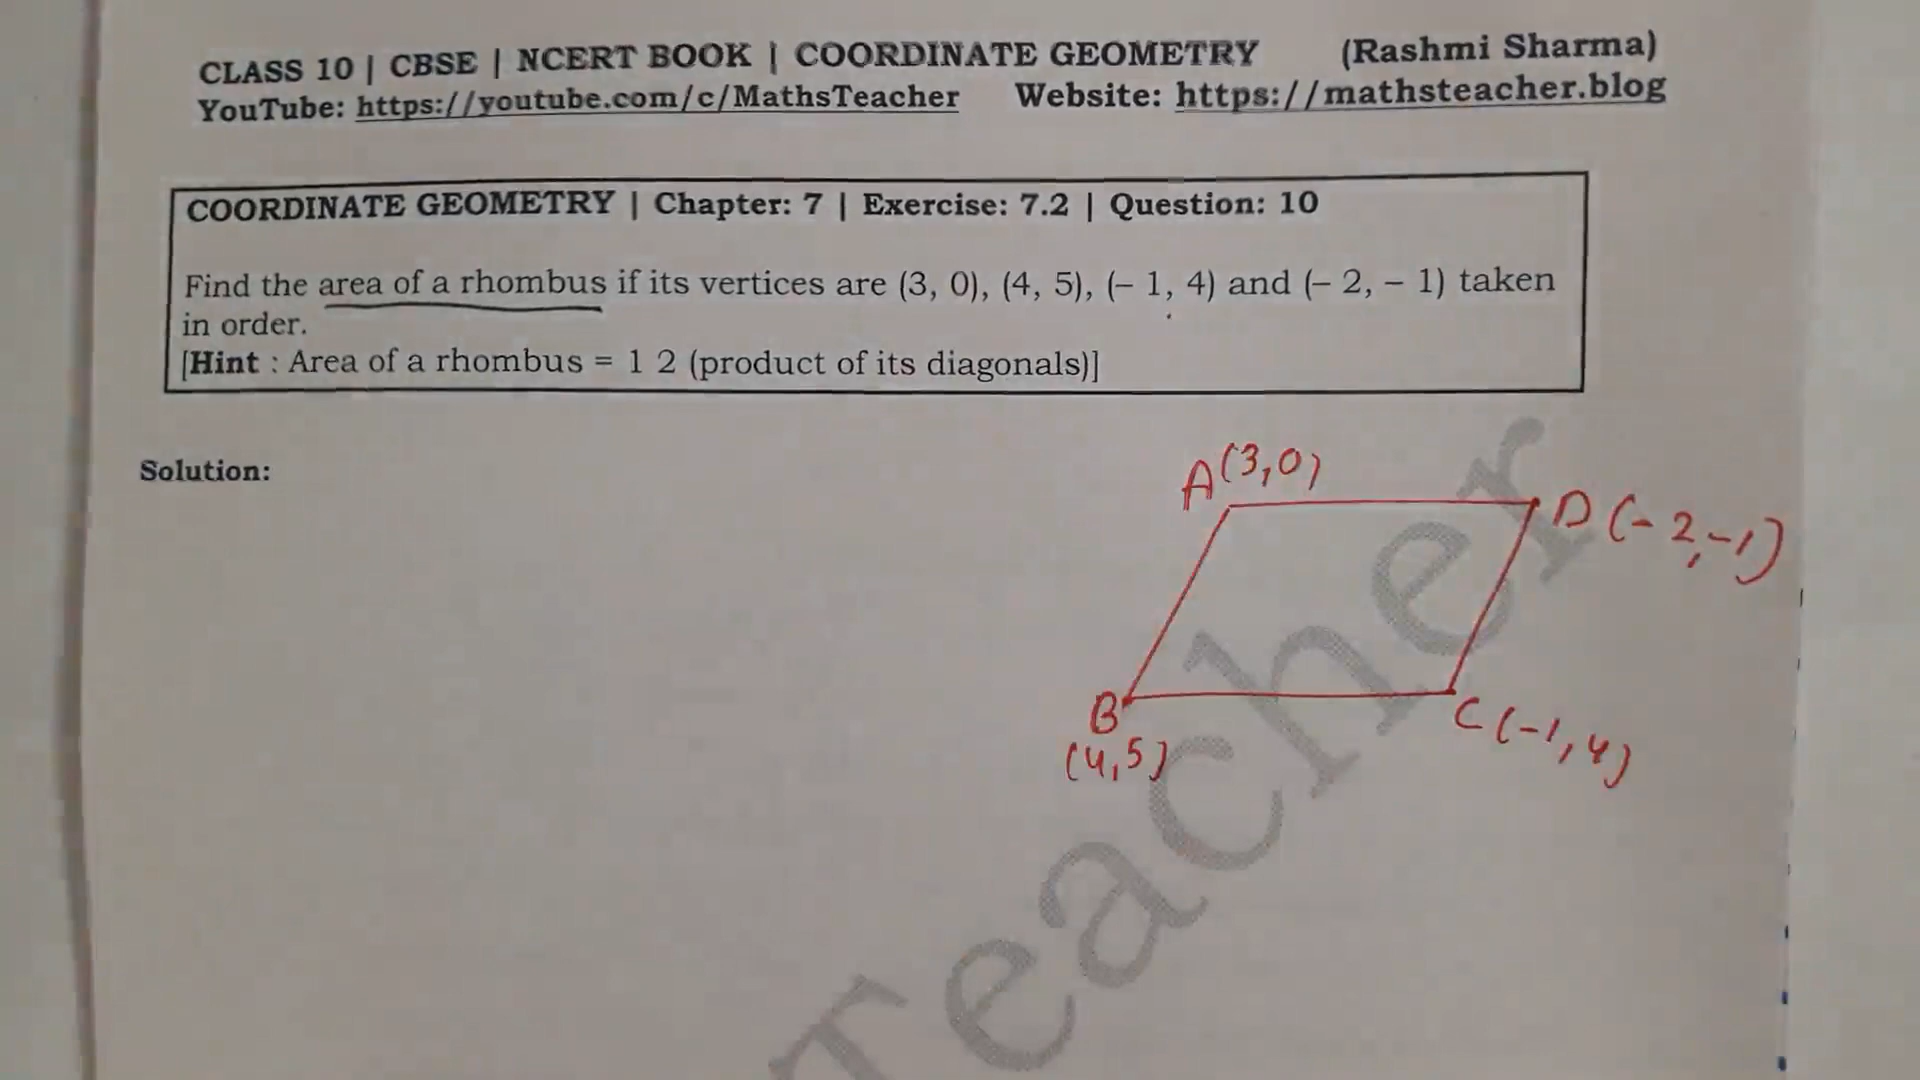 CLASS 10 | CBSE | NCERT BOOK | COORDINATE GEOMETRY (Rashmi Sharma)
YouTube: https://youtube.com/c/MathsTeacher Website: https://mathsteacher.blog
COORDINATE GEOMETRY | Chapter: 7 | Exercise: 7.2 | Question: 10
Find the area of a rhombus if its vertices are (3, 0), (4, 5), (– 1, 4) and (– 2, – 1) taken
in order.
[Hint : Area of a rhombus = 1 2 (product of its diagonals)]
Solution:
A(3,0)
D(-2,-1)
B
(4,5)
C(-1,4)
Teacher